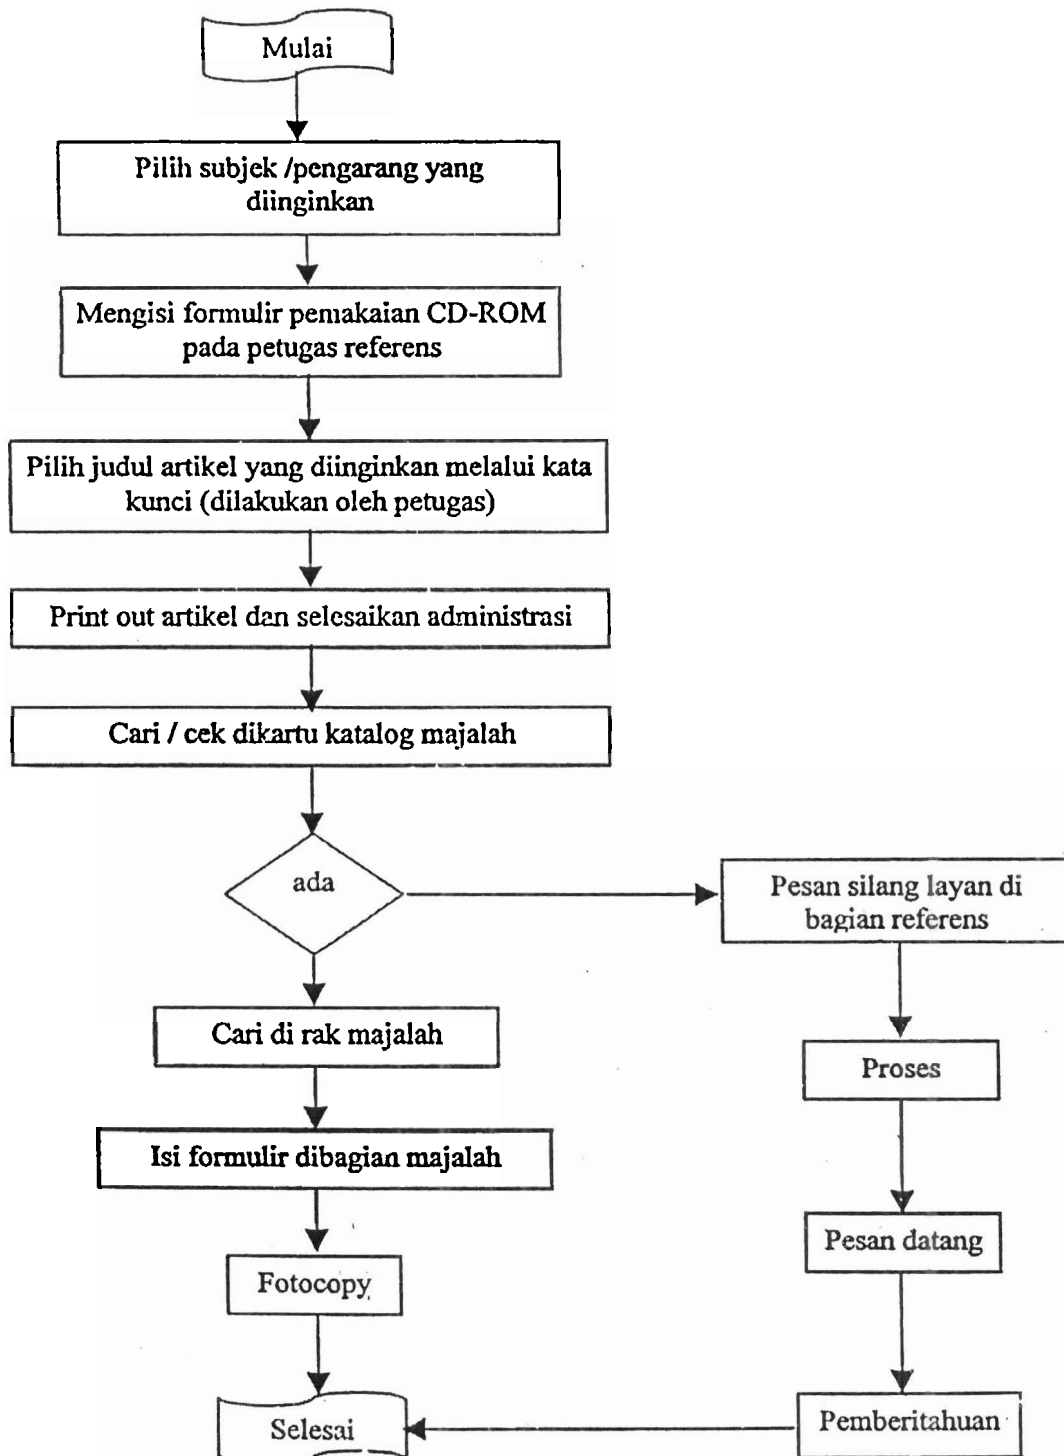 Mulai
Pilih subjek /pengarang yang
diinginkan
Mengisi formulir pemakaian CD-ROM
pada petugas referens
Pilih judul artikel yang diinginkan melalui kata
kunci (dilakukan oleh petugas)
Print out artikel dan selesaikan administrasi
Cari / cek dikartu katalog majalah
ada
Pesan silang layan di
bagian referens
Cari di rak majalah
Proses
Isi formulir dibagian majalah
Pesan datang
Fotocopy
Selesai
Pemberitahuan